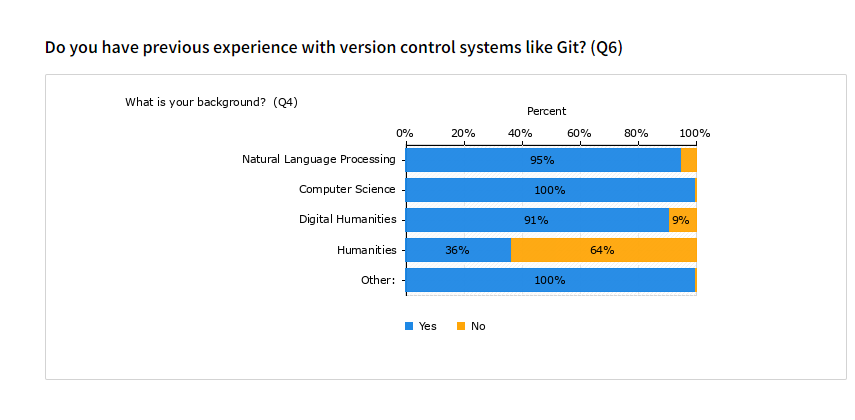 Do you have previous experience with version control systems like Git? (Q6)
What is your background?  (Q4)
Percent
0% 20% 40% 60% 80% 100%
Natural Language Processing 95%
Computer Science 100%
Digital Humanities 91% 9%
Humanities 36% 64%
Other: 100%
Yes No